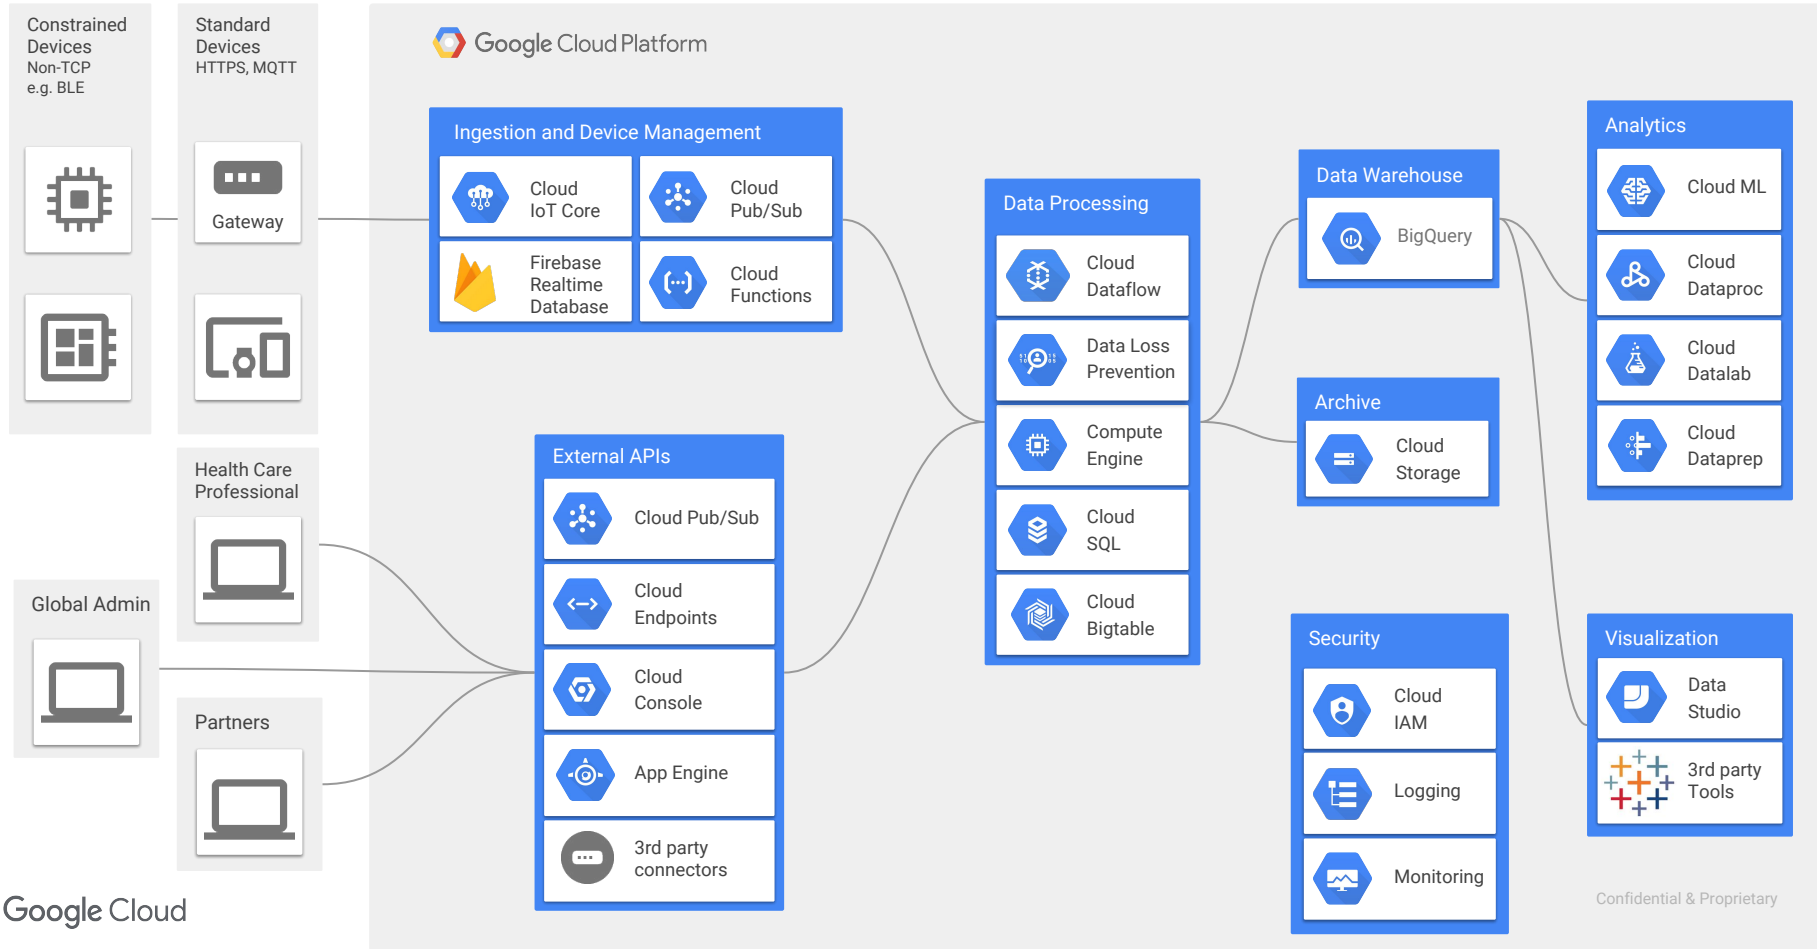 Constrained
Devices
Non-TCP
e.g. BLE
Standard
Devices
HTTPS, MQTT
Gateway
Google Cloud Platform
Ingestion and Device Management
Cloud
IoT Core
Cloud
Pub/Sub
Firebase
Realtime
Database
Cloud
Functions
Health Care
Professional
Global Admin
Partners
External APIs
Cloud Pub/Sub
Cloud
Endpoints
Cloud
Console
App Engine
3rd party
connectors
Data Processing
Cloud
Dataflow
Data Loss
Prevention
Compute
Engine
Cloud
SQL
Cloud
Bigtable
Data Warehouse
BigQuery
Archive
Cloud
Storage
Security
Cloud
IAM
Logging
Monitoring
Analytics
Cloud ML
Cloud
Dataproc
Cloud
Datalab
Cloud
Dataprep
Visualization
Data
Studio
3rd party
Tools
Google Cloud
Confidential & Proprietary